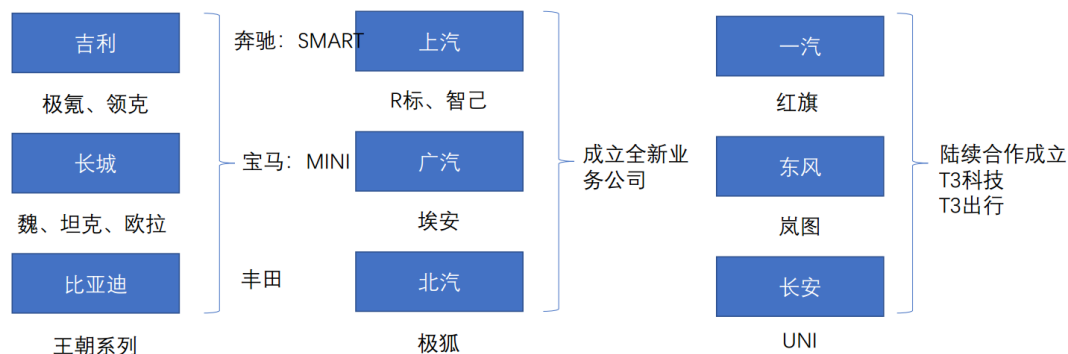 吉利
极氪、领克
长城
魏、坦克、欧拉
比亚迪
王朝系列
奔驰：SMART
宝马：MINI
丰田
上汽
R标、智己
广汽
埃安
北汽
极狐
成立全新业
务公司
一汽
红旗
东风
岚图
长安
UNI
陆续合作成立
T3科技
T3出行